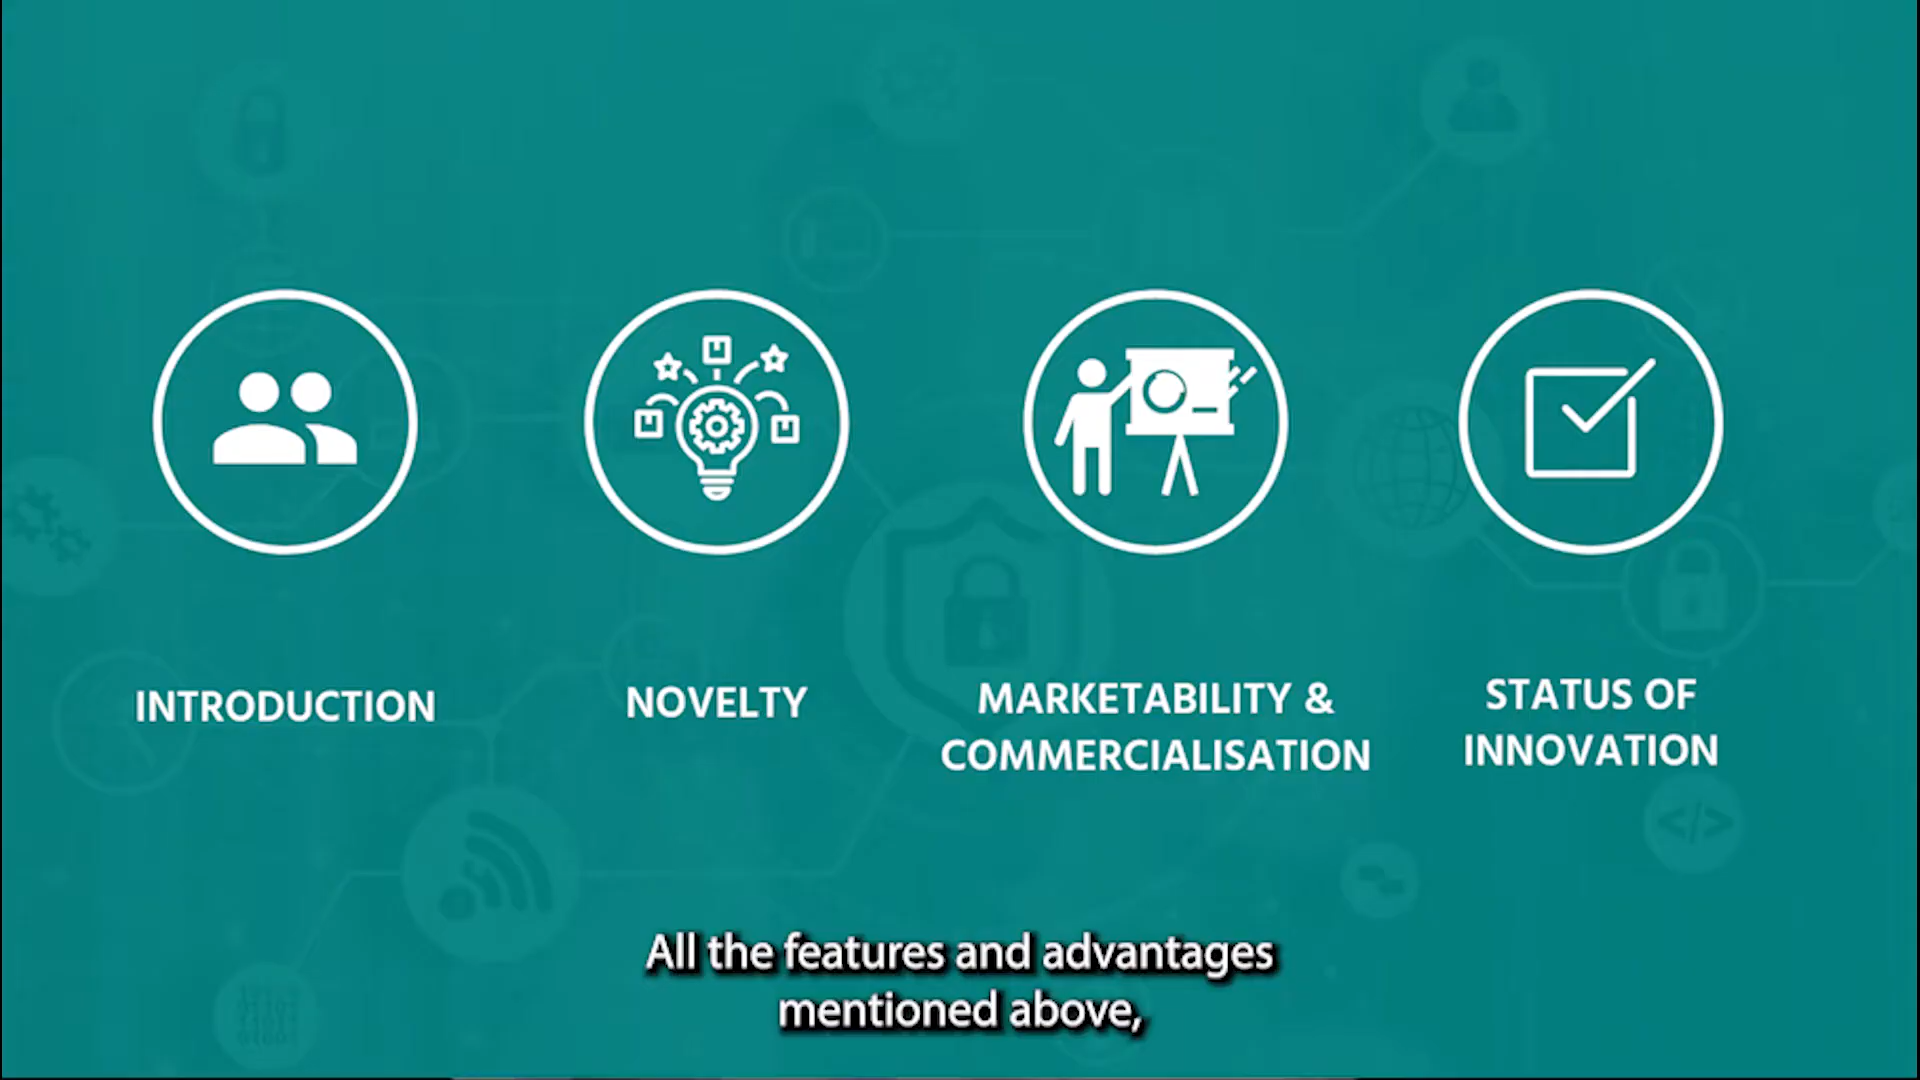 INTRODUCTION
NOVELTY
MARKETABILITY &
COMMERCIALISATION
STATUS OF
INNOVATION
All the features and advantages
mentioned above,